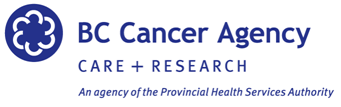 BC Cancer Agency
CARE + RESEARCH
An agency of the Provincial Health Services Authority